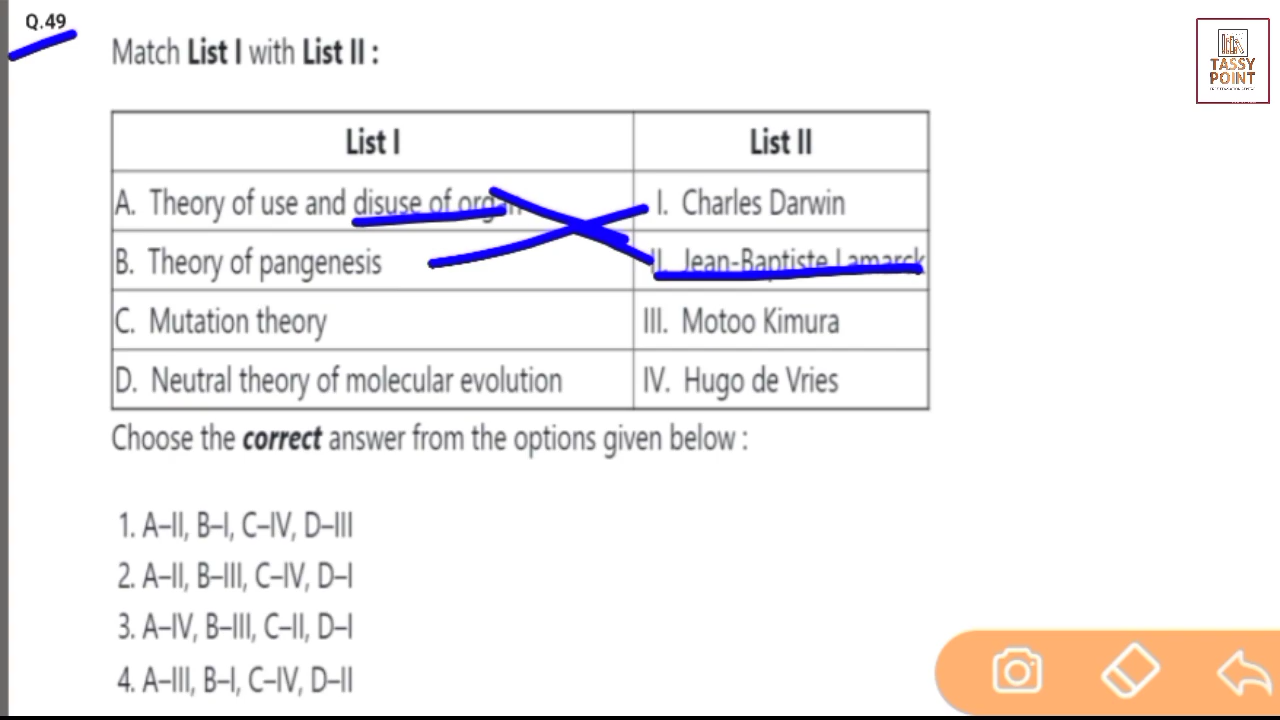 Q.49
TASSY
POINT
Match List I with List II :
List I List II
A. Theory of use and disuse of organ I. Charles Darwin
B. Theory of pangenesis II. Jean-Baptiste Lamarck
C. Mutation theory III. Motoo Kimura
D. Neutral theory of molecular evolution IV. Hugo de Vries
Choose the correct answer from the options given below :
1. A–II, B–I, C–IV, D–III
2. A–II, B–III, C–IV, D–I
3. A–IV, B–III, C–II, D–I
4. A–III, B–I, C–IV, D–II